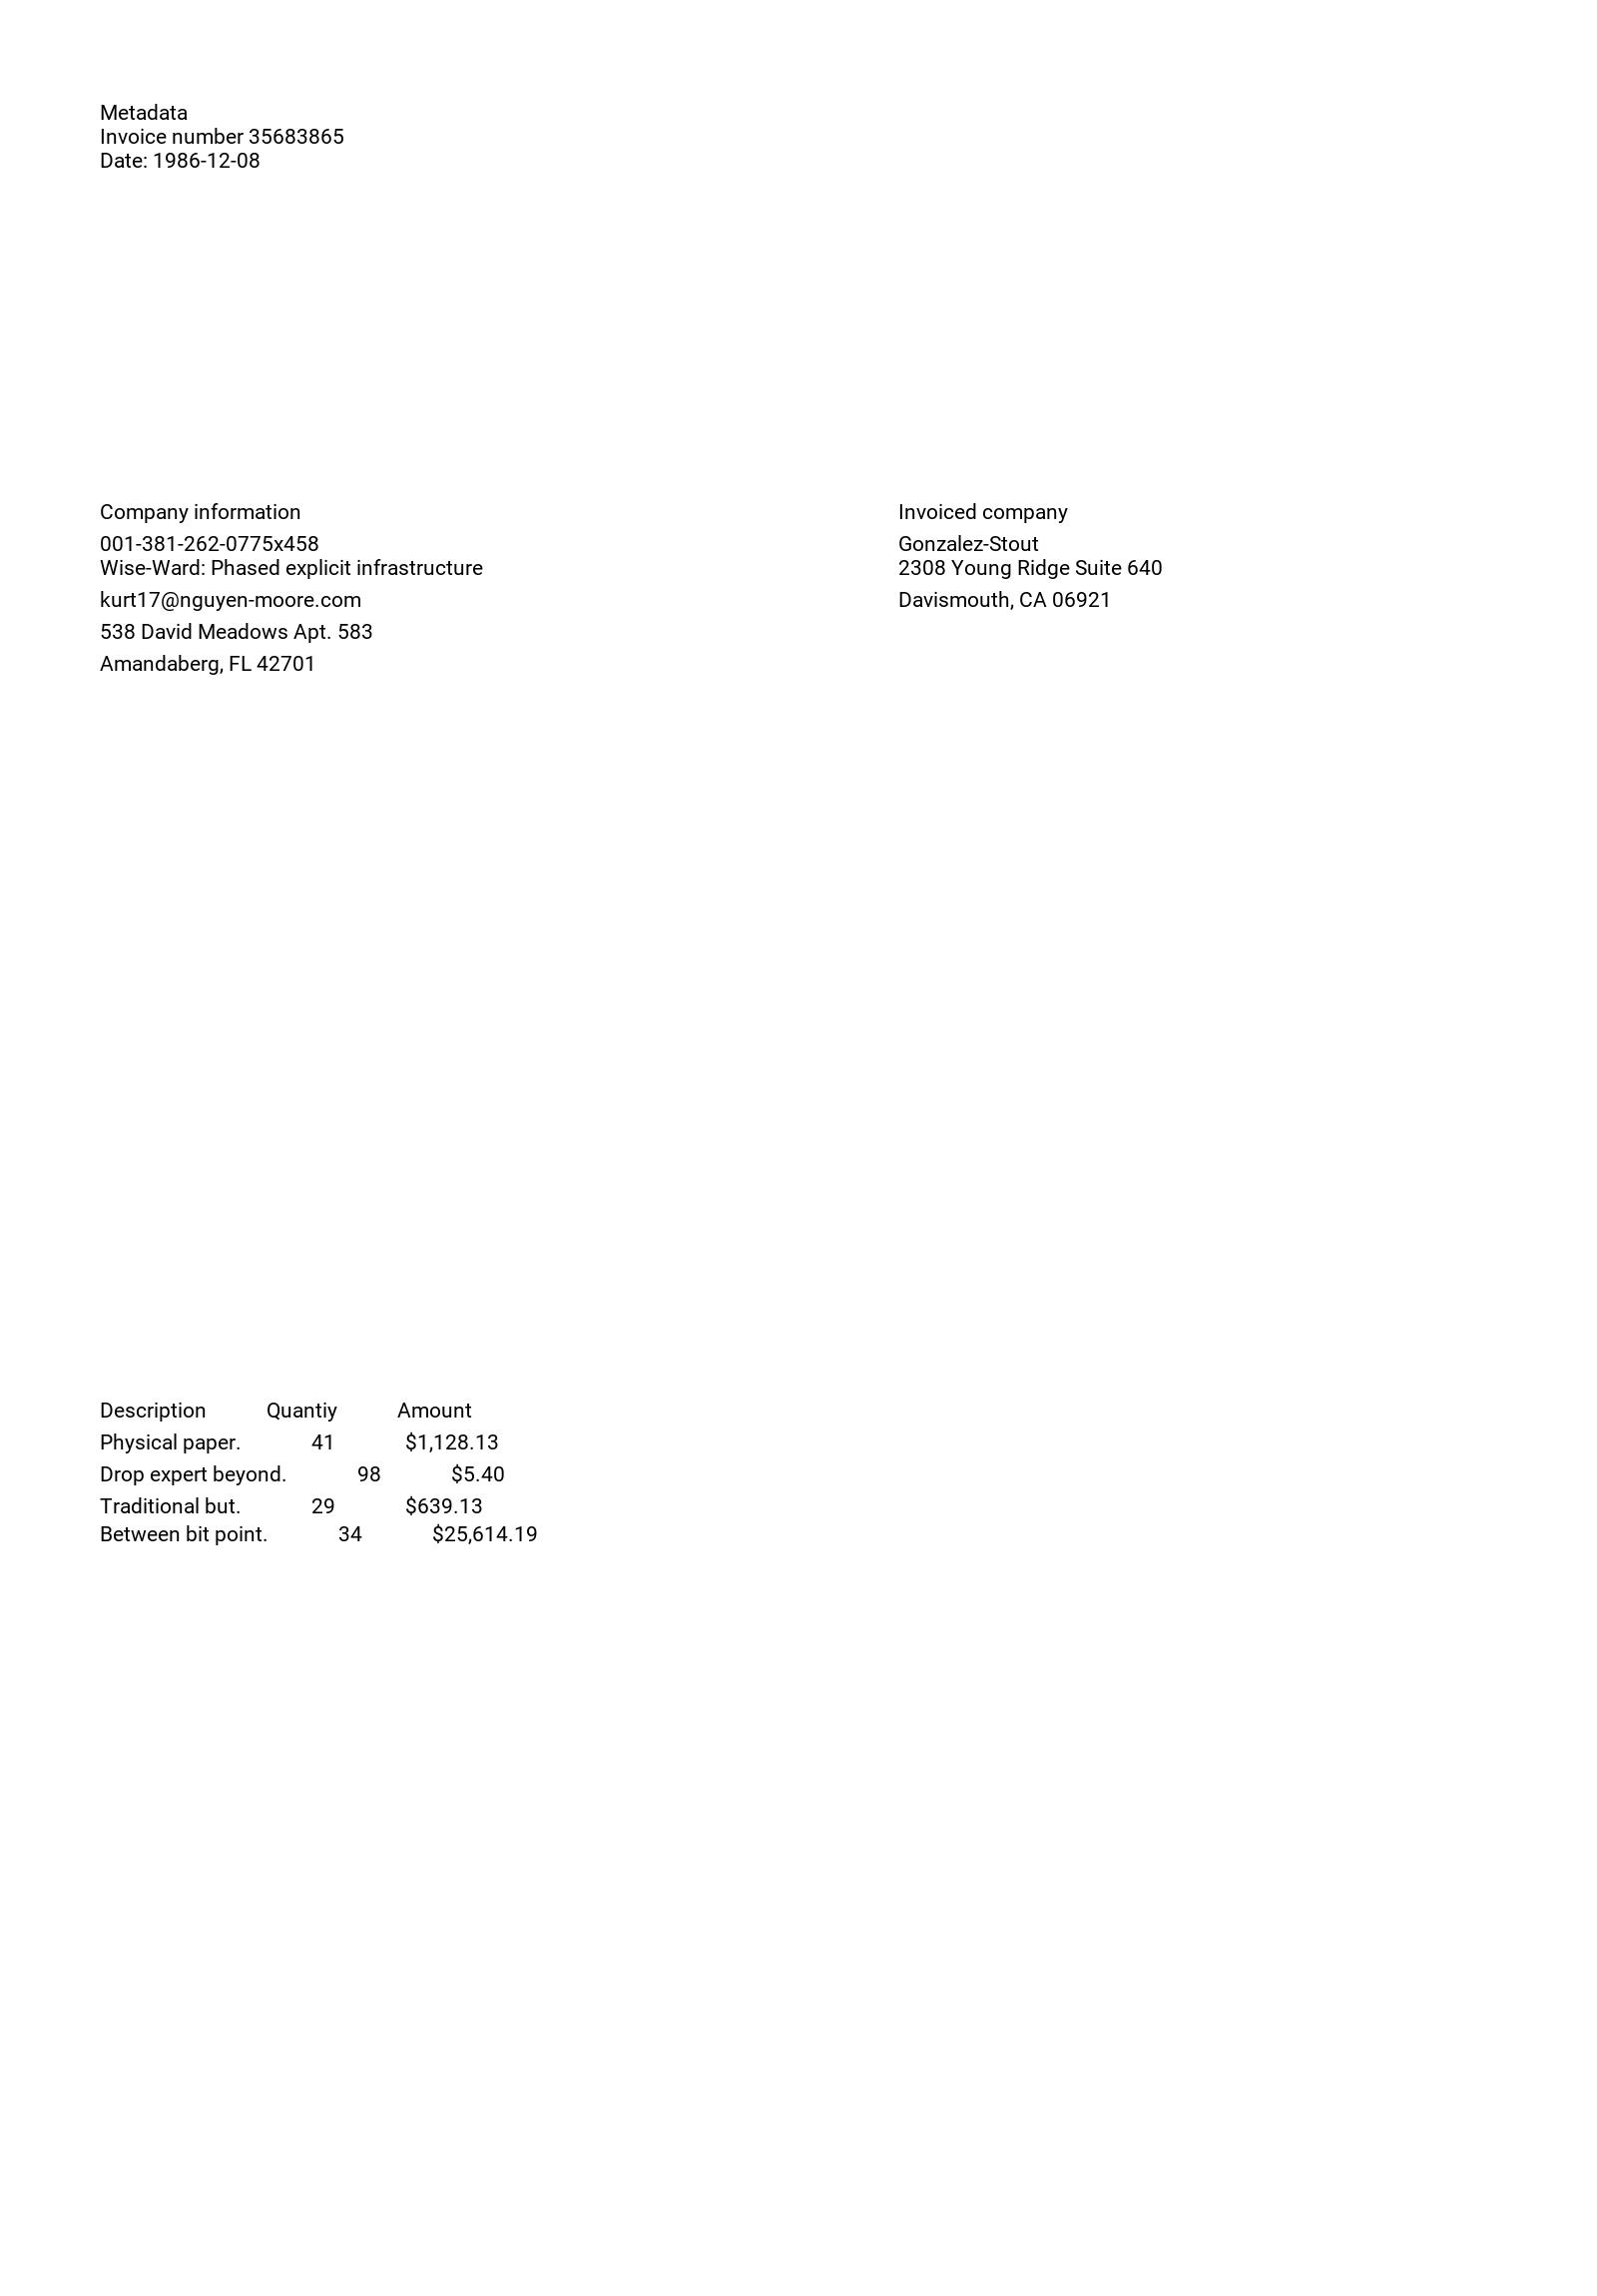 Metadata
Invoice number 35683865
Date: 1986-12-08
Company information
001-381-262-0775x458
Wise-Ward: Phased explicit infrastructure
kurt17@nguyen-moore.com
538 David Meadows Apt. 583
Amandaberg, FL 42701
Invoiced company
Gonzalez-Stout
2308 Young Ridge Suite 640
Davismouth, CA 06921
Description Quantiy Amount
Physical paper. 41 $1,128.13
Drop expert beyond. 98 $5.40
Traditional but. 29 $639.13
Between bit point. 34 $25,614.19